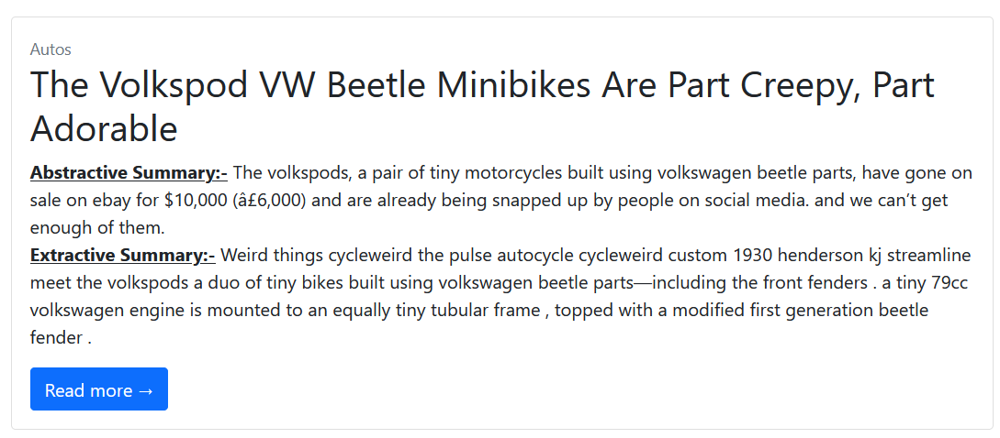 Autos
The Volkspod VW Beetle Minibikes Are Part Creepy, Part
Adorable
Abstractive Summary:- The volkspods, a pair of tiny motorcycles built using volkswagen beetle parts, have gone on
sale on ebay for $10,000 (â£6,000) and are already being snapped up by people on social media. and we can’t get
enough of them.
Extractive Summary:- Weird things cycleweird the pulse autocycle cycleweird custom 1930 henderson kj streamline
meet the volkspods a duo of tiny bikes built using volkswagen beetle parts—including the front fenders . a tiny 79cc
volkswagen engine is mounted to an equally tiny tubular frame , topped with a modified first generation beetle
fender .
Read more →